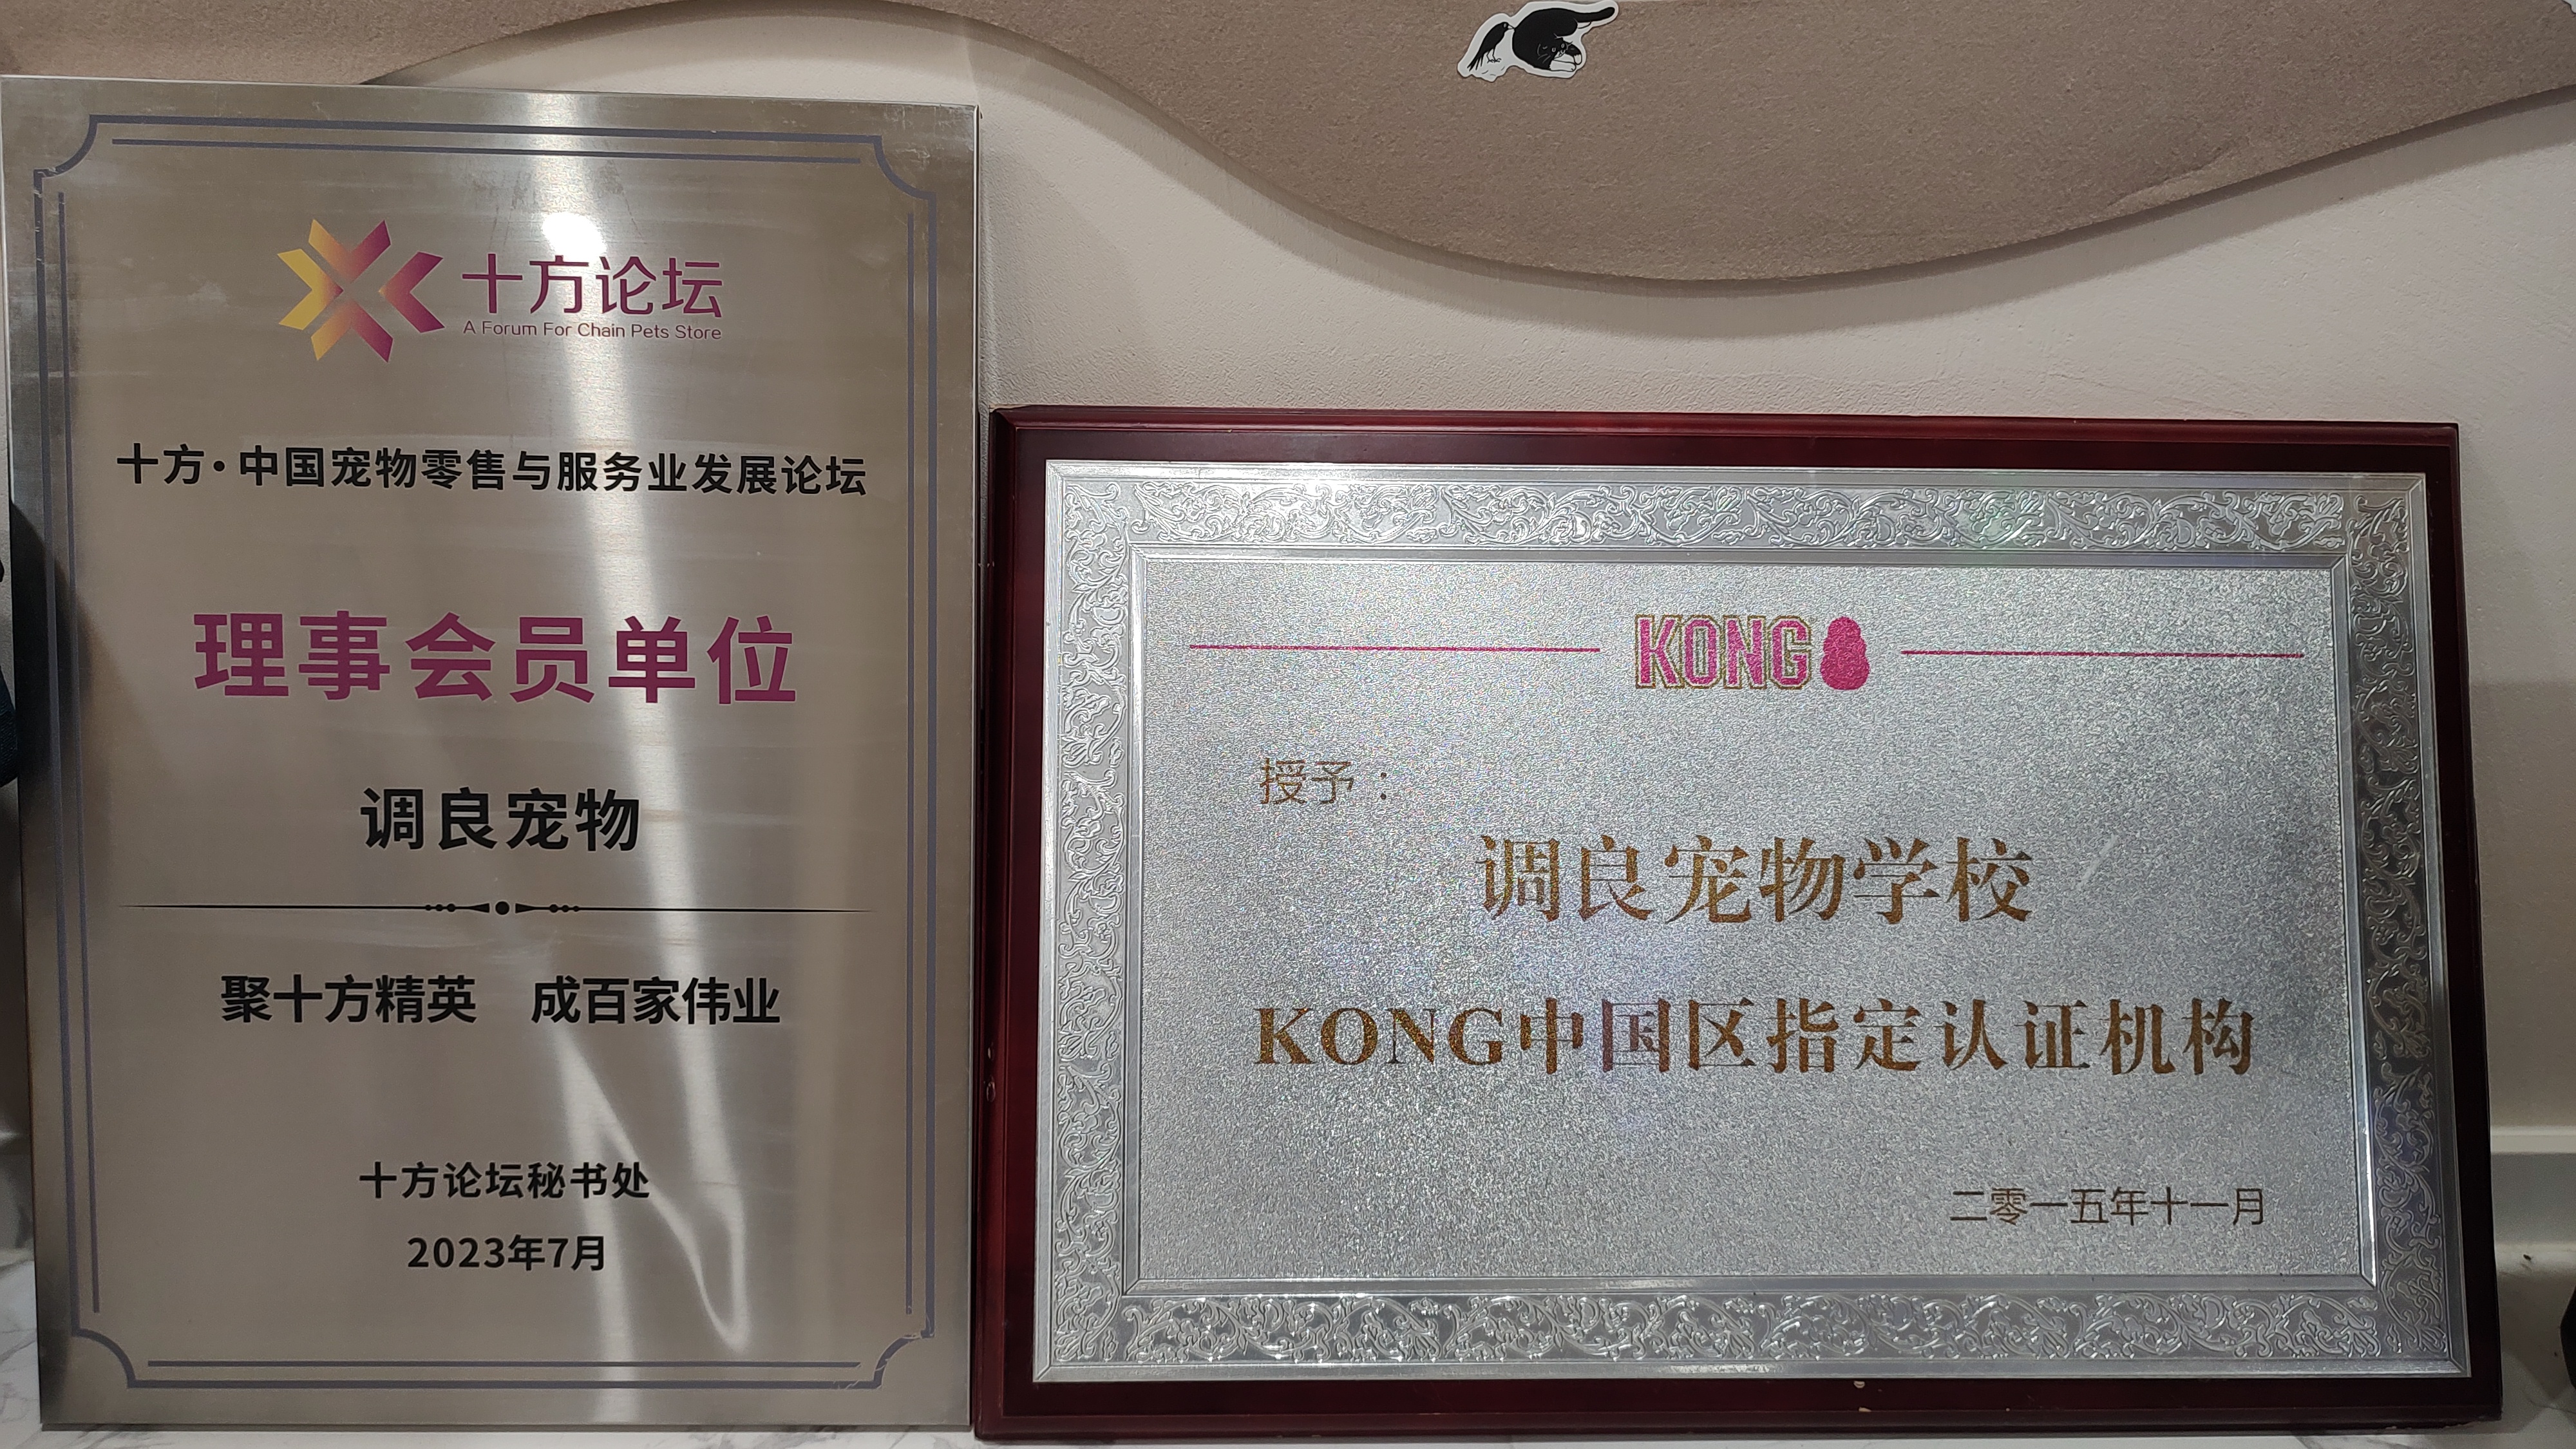 十方论坛
A Forum For Chain Pets Store
十方·中国宠物零售与服务业发展论坛
理事会员单位
调良宠物
聚十方精英 成百家伟业
十方论坛秘书处
2023年7月
KONG
授予：
调良宠物学校
KONG中国区指定认证机构
二零一五年十一月